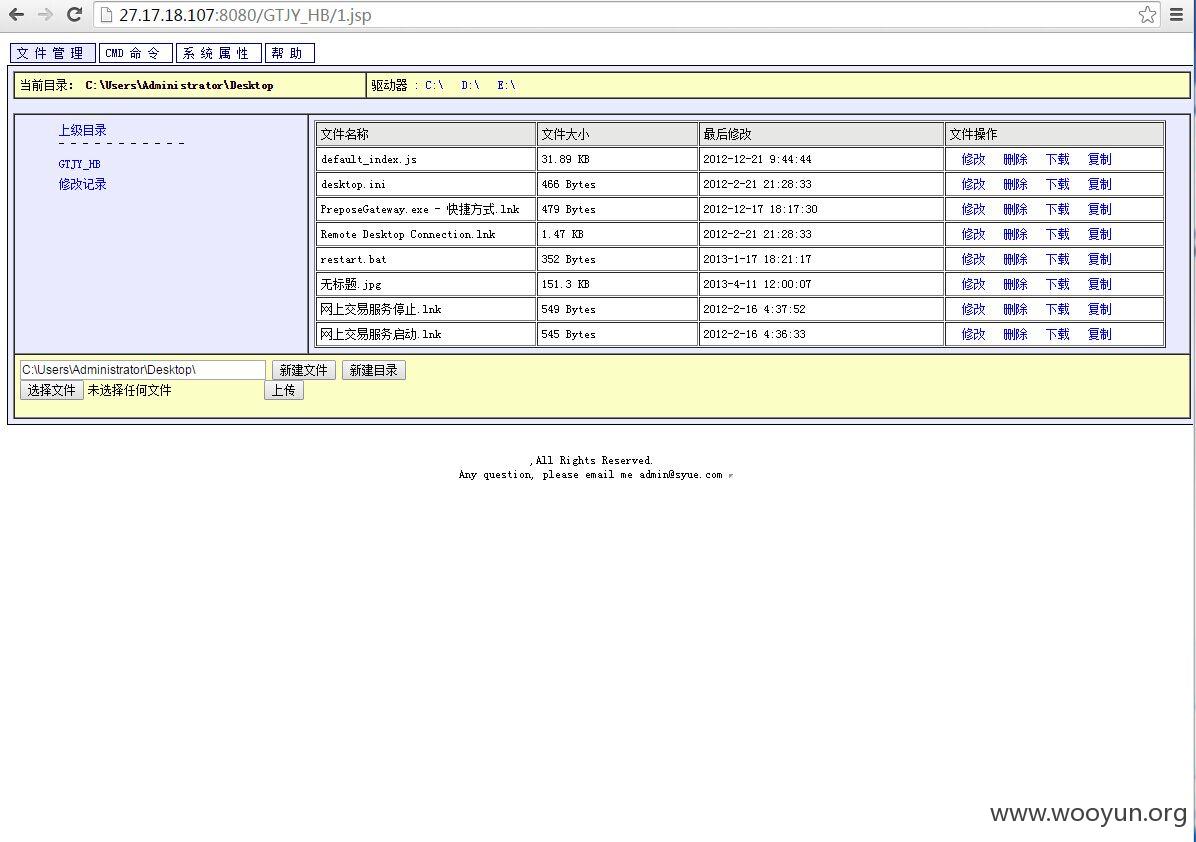 27.17.18.107:8080/GTJY_HB/1.jsp
文件管理 CMD 命令 系统属性 帮助
当前目录: C:\Users\Administrator\Desktop 驱动器 : C:\ D:\ E:\
上级目录
- - - - - - - - - - -
GTJY_HB
修改记录
文件名称 文件大小 最后修改 文件操作
default_index.js 31.89 KB 2012-12-21 9:44:44 修改 删除 下载 复制
desktop.ini 466 Bytes 2012-2-21 21:28:33 修改 删除 下载 复制
PreposeGateway.exe - 快捷方式.lnk 479 Bytes 2012-12-17 18:17:30 修改 删除 下载 复制
Remote Desktop Connection.lnk 1.47 KB 2012-2-21 21:28:33 修改 删除 下载 复制
restart.bat 352 Bytes 2013-1-17 18:21:17 修改 删除 下载 复制
无标题.jpg 151.3 KB 2013-4-11 12:00:07 修改 删除 下载 复制
网上交易服务停止.lnk 549 Bytes 2012-2-16 4:37:52 修改 删除 下载 复制
网上交易服务启动.lnk 545 Bytes 2012-2-16 4:36:33 修改 删除 下载 复制
C:\Users\Administrator\Desktop\ 新建文件 新建目录
选择文件 未选择任何文件 上传
,All Rights Reserved.
Any question, please email me admin@syue.com
www.wooyun.org